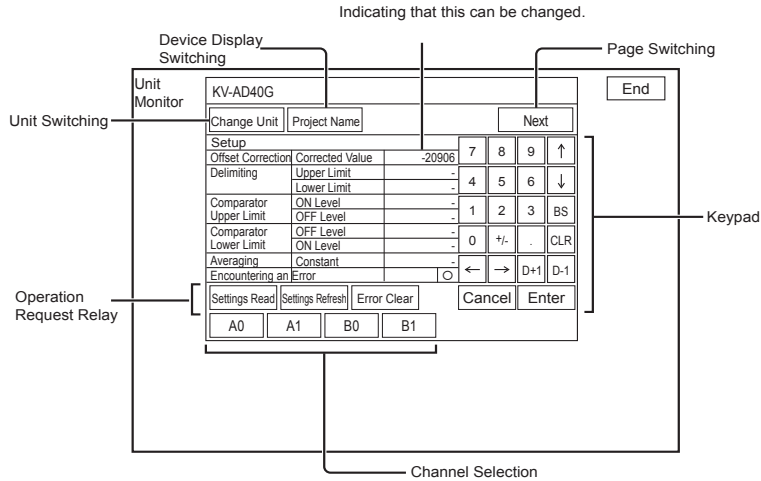 Indicating that this can be changed.
Device Display
Switching
Page Switching
Unit
Monitor
KV-AD40G
End
Unit Switching
Change Unit
Project Name
Next
Setup
Offset Correction Corrected Value -20906
Delimiting Upper Limit -
Lower Limit -
Comparator
Upper Limit
ON Level -
OFF Level -
Comparator
Lower Limit
OFF Level -
ON Level -
Averaging Constant -
Encountering an Error ○
7 8 9 ↑
4 5 6 ↓
1 2 3 BS
0 +/- . CLR
← → D+1 D-1
Cancel Enter
Keypad
Operation
Request Relay
Settings Read Settings Refresh Error Clear
A0 A1 B0 B1
Channel Selection